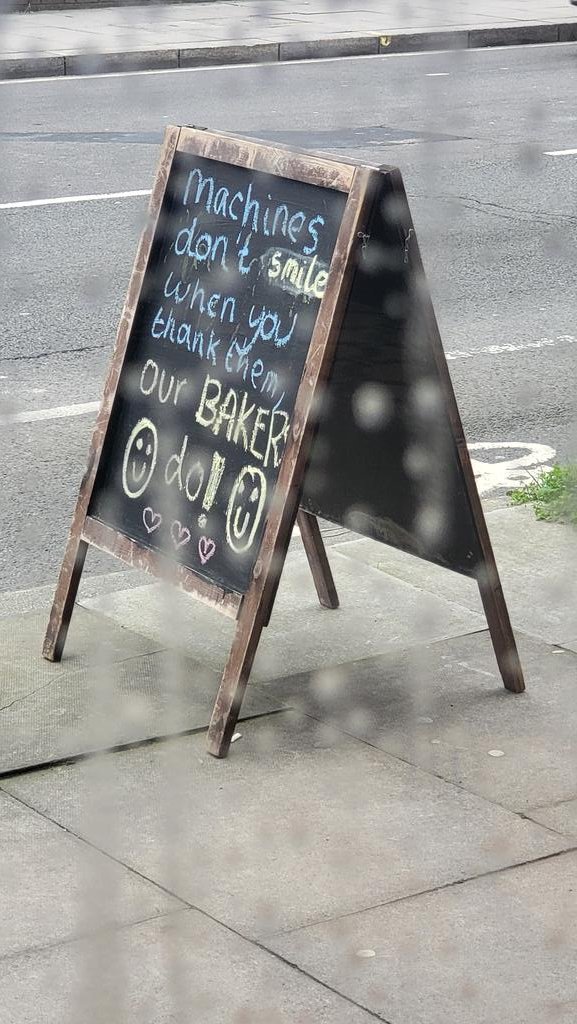 Machines
don't smile
when you
thank them,
our BAKERS
do!